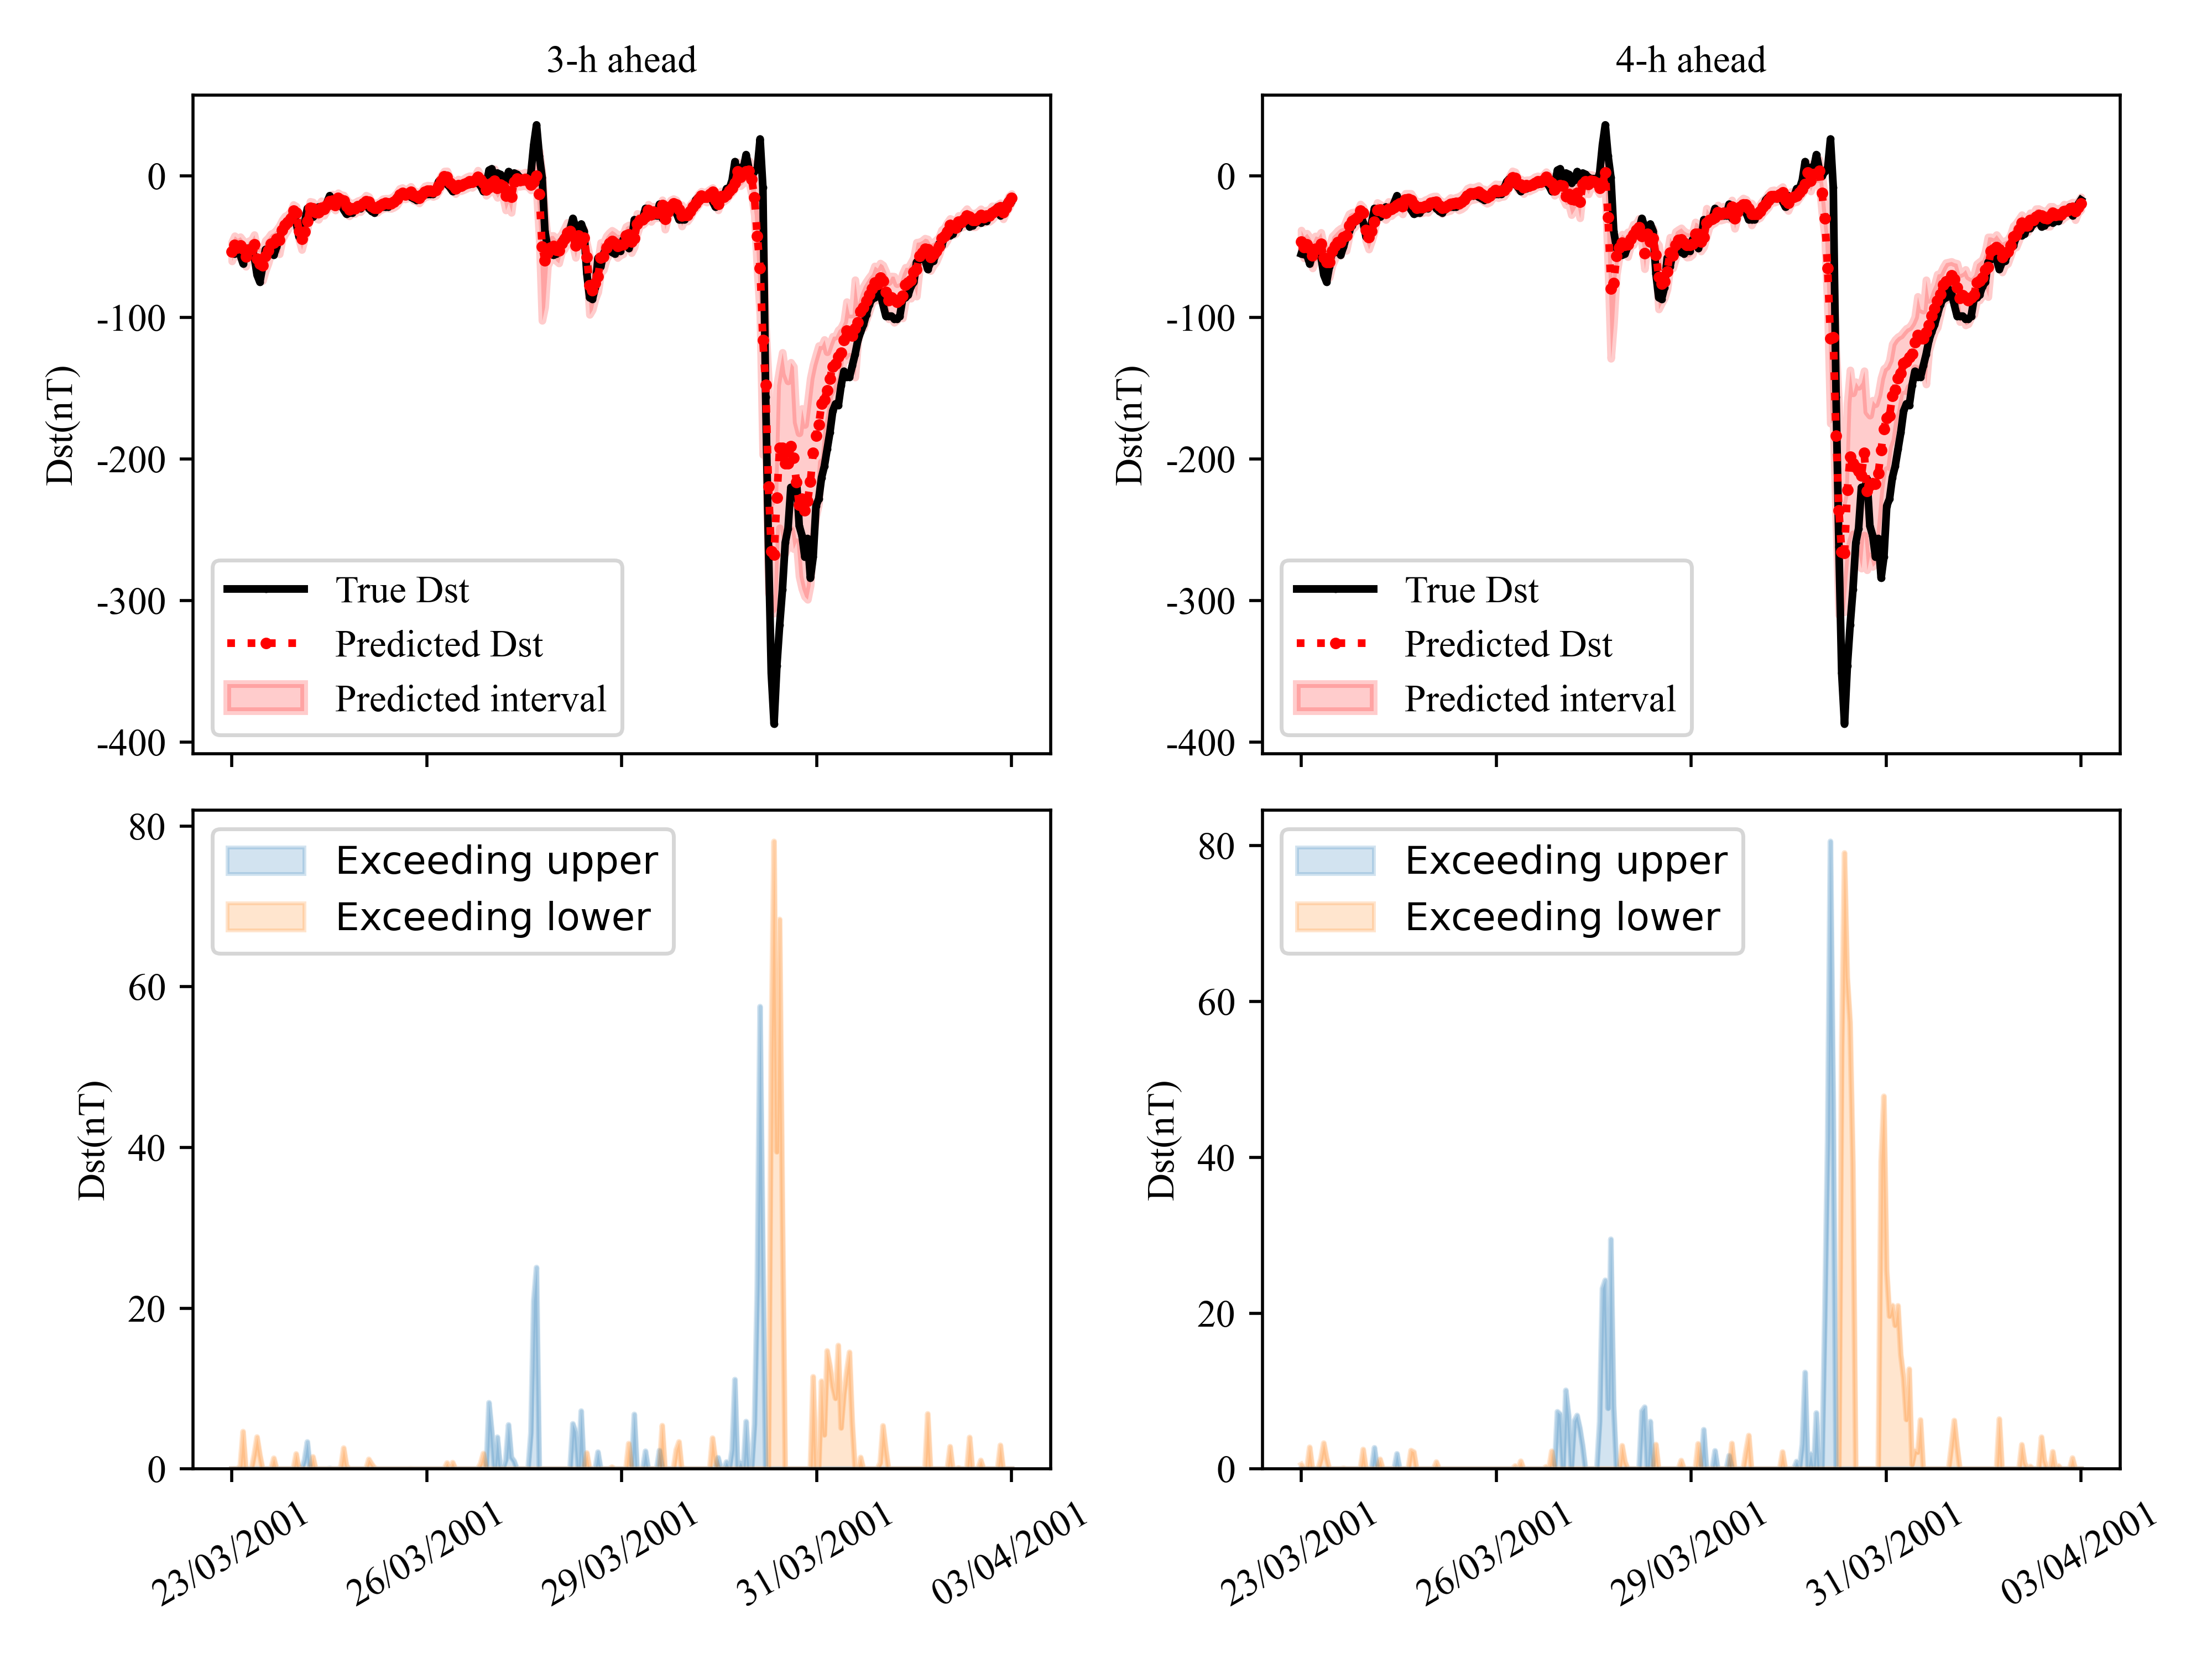 3-h ahead
0
-100
-200
-300
-400
Dst(nT)
True Dst
Predicted Dst
Predicted interval
4-h ahead
0
-100
-200
-300
-400
Dst(nT)
True Dst
Predicted Dst
Predicted interval
80
60
40
20
0
Dst(nT)
Exceeding upper
Exceeding lower
23/03/2001
26/03/2001
29/03/2001
31/03/2001
03/04/2001
80
60
40
20
0
Dst(nT)
Exceeding upper
Exceeding lower
23/03/2001
26/03/2001
29/03/2001
31/03/2001
03/04/2001